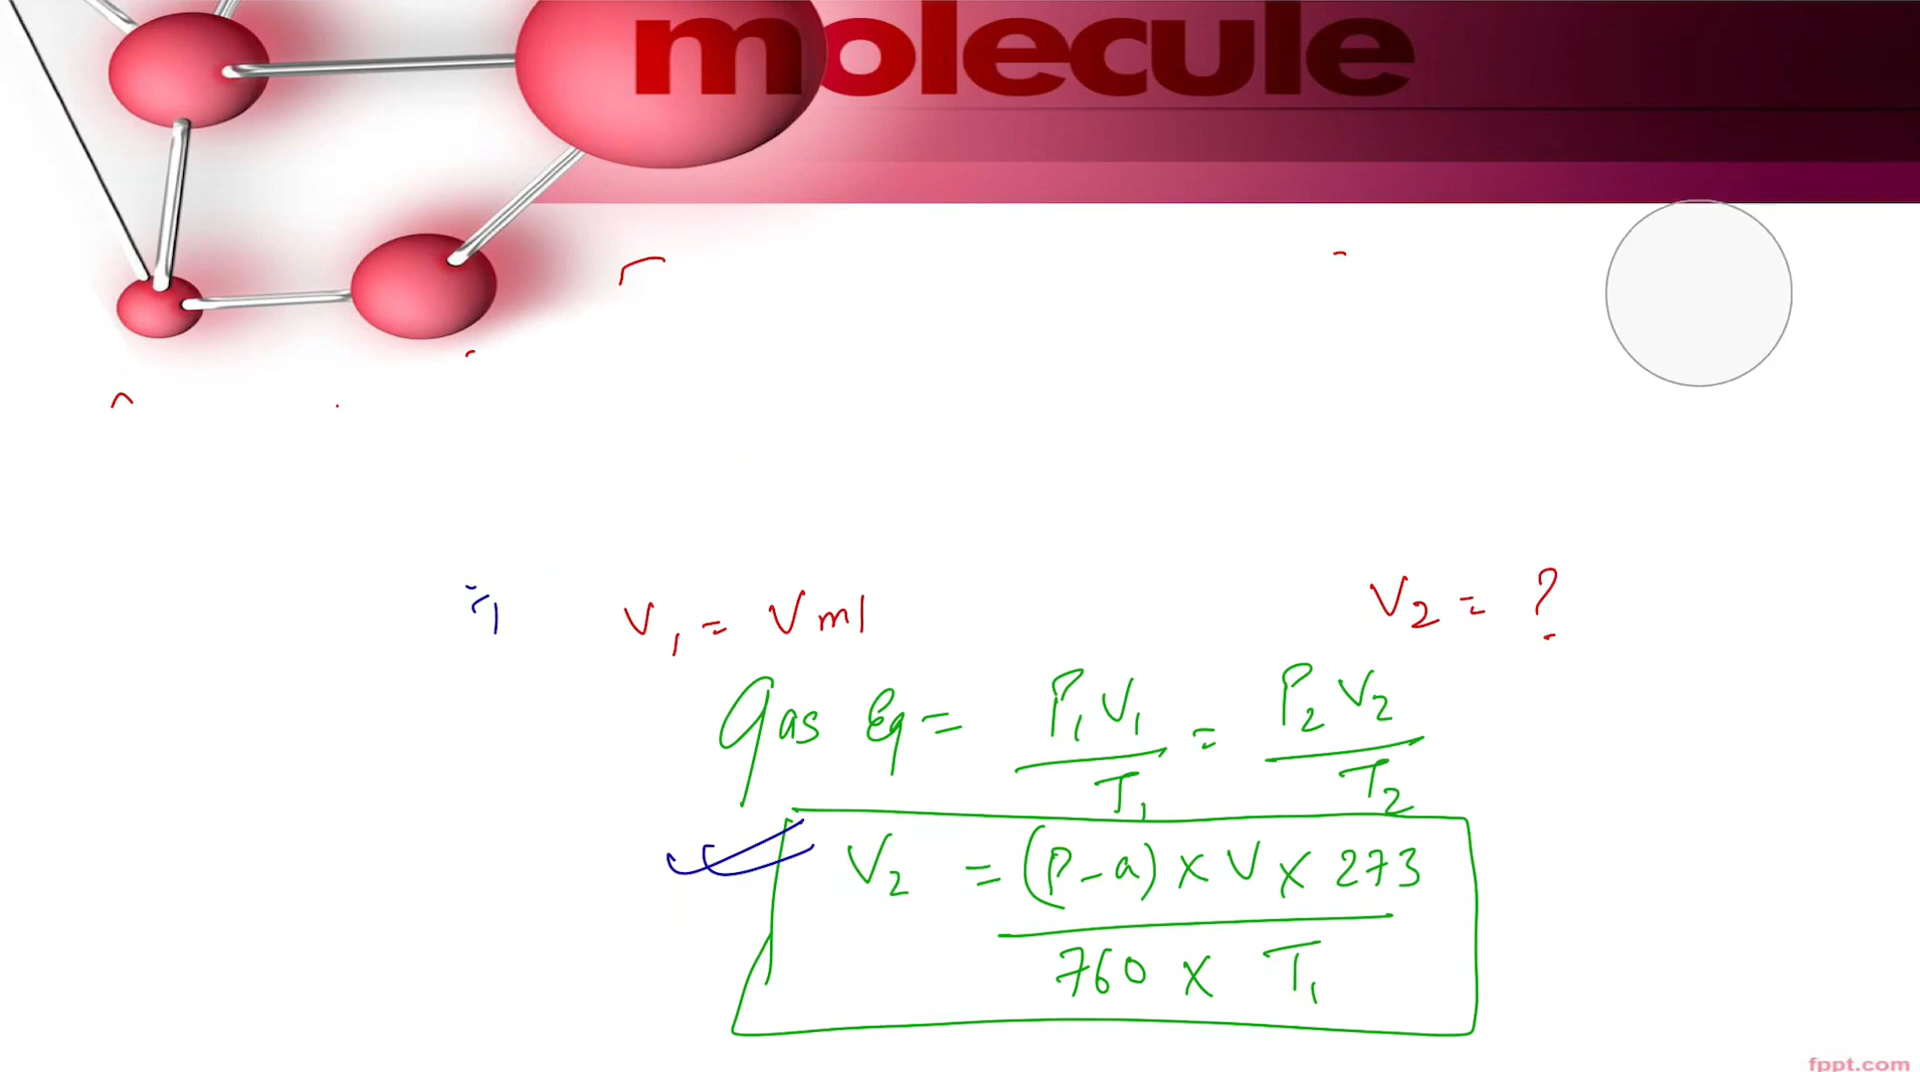 molecule
V₁ = V ml V₂ = ?
Gas Eq = P₁V₁/T₁ = P₂V₂/T₂
V₂ = (P-a) x V x 273
760 x T₁
fppt.com